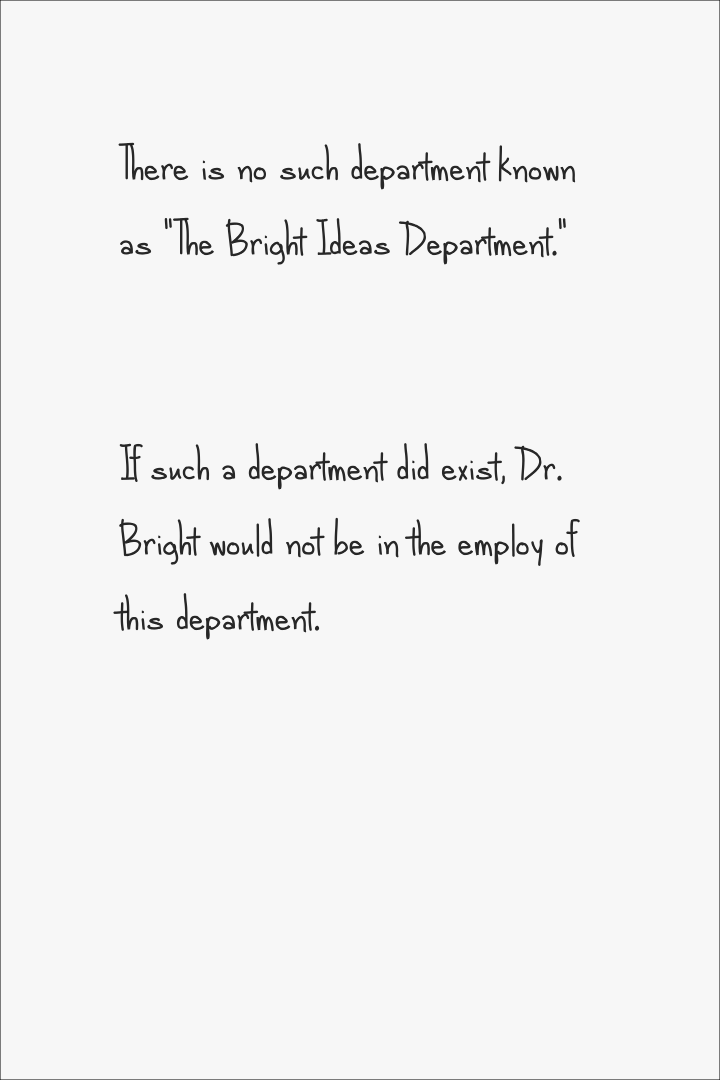 There is no such department known
as "The Bright Ideas Department."
If such a department did exist, Dr.
Bright would not be in the employ of
this department.